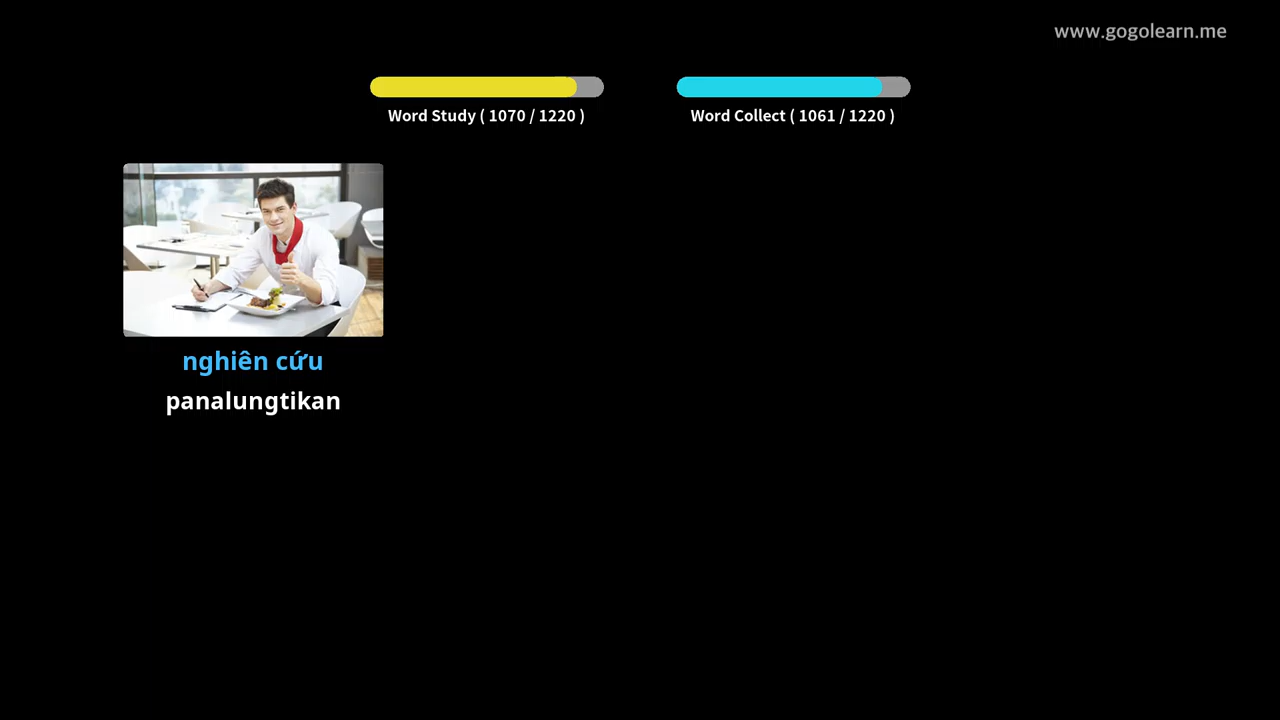 www.gogolearn.me
Word Study ( 1070 / 1220 )
Word Collect ( 1061 / 1220 )
nghiên cứu
panalungtikan